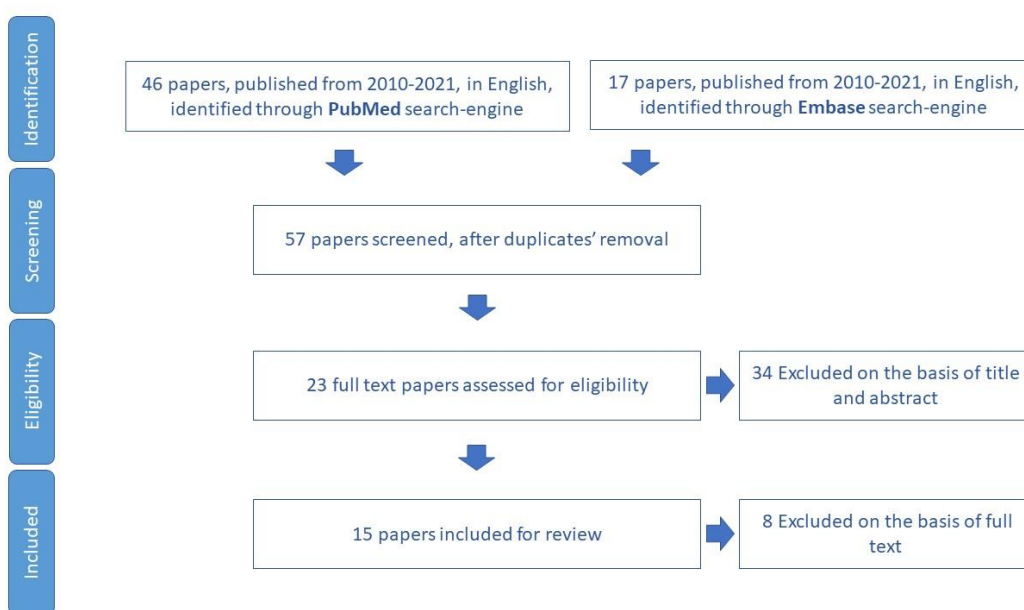 Identification
46 papers, published from 2010-2021, in English,
identified through PubMed search-engine
17 papers, published from 2010-2021, in English,
identified through Embase search-engine
Screening
57 papers screened, after duplicates’ removal
Eligibility
23 full text papers assessed for eligibility
34 Excluded on the basis of title
and abstract
Included
15 papers included for review
8 Excluded on the basis of full
text